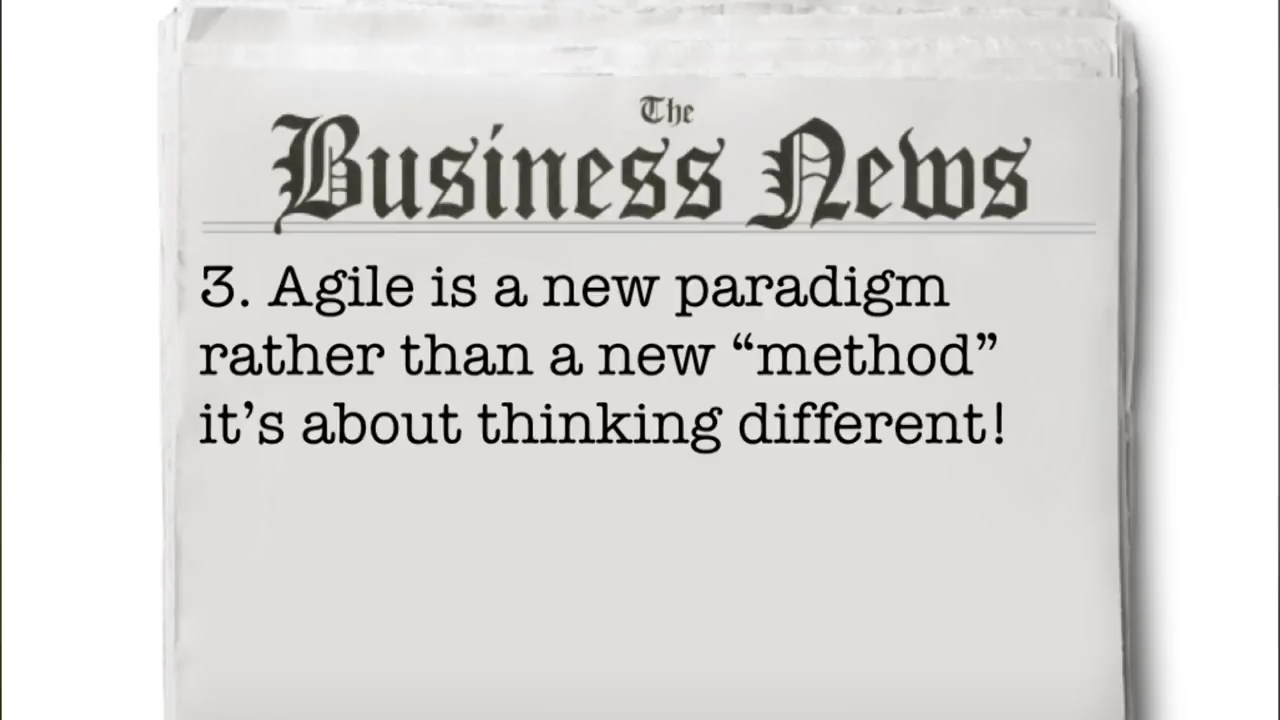 The
Business News
3. Agile is a new paradigm
rather than a new “method”
it’s about thinking different!